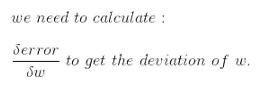 we need to calculate :
δerror
δw
to get the deviation of w.